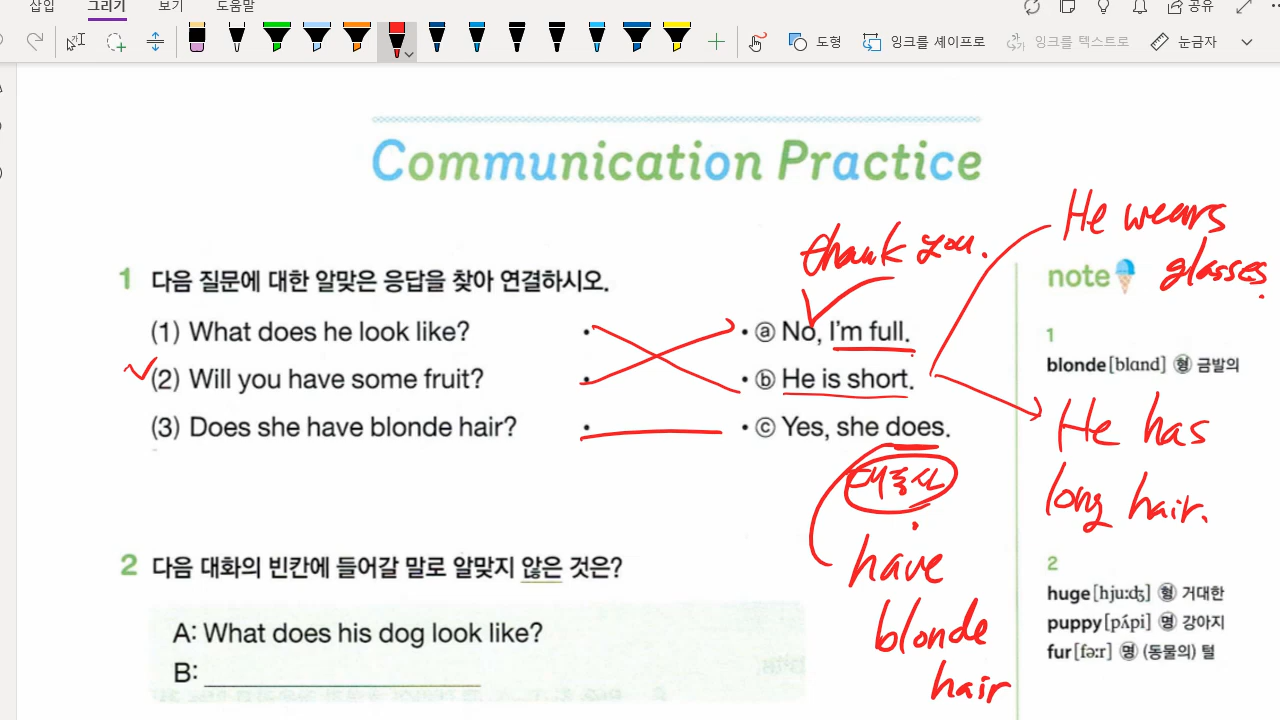 삽입 그리기 보기 도움말
공유
도형 잉크를 셰이프로 잉크를 텍스트로 눈금자
Communication Practice
He wears
glasses.
thank you.
note
1 다음 질문에 대한 알맞은 응답을 찾아 연결하시오.
(1) What does he look like? • • ⓐ No, I'm full.
(2) Will you have some fruit? • • ⓑ He is short.
(3) Does she have blonde hair? • • ⓒ Yes, she does.
1
blonde[blɑnd] ㉠ 금발의
He has
long hair.
대동사
have
blonde
hair
2 다음 대화의 빈칸에 들어갈 말로 알맞지 않은 것은?
A: What does his dog look like?
B:
2
huge[hju:dʒ] 형 거대한
puppy[pʌ́pi] 명 강아지
fur[fə:r] 명 (동물의) 털